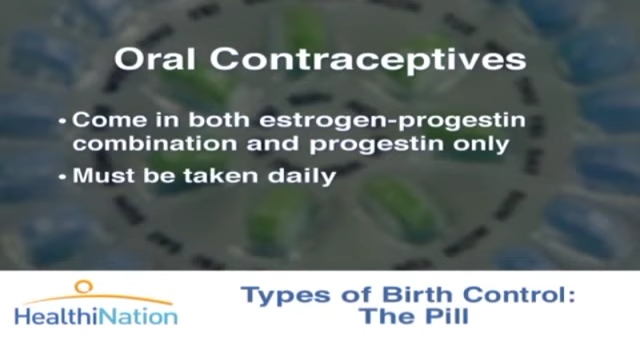 Oral Contraceptives
• Come in both estrogen-progestin
combination and progestin only
• Must be taken daily
HealthiNation
Types of Birth Control:
The Pill